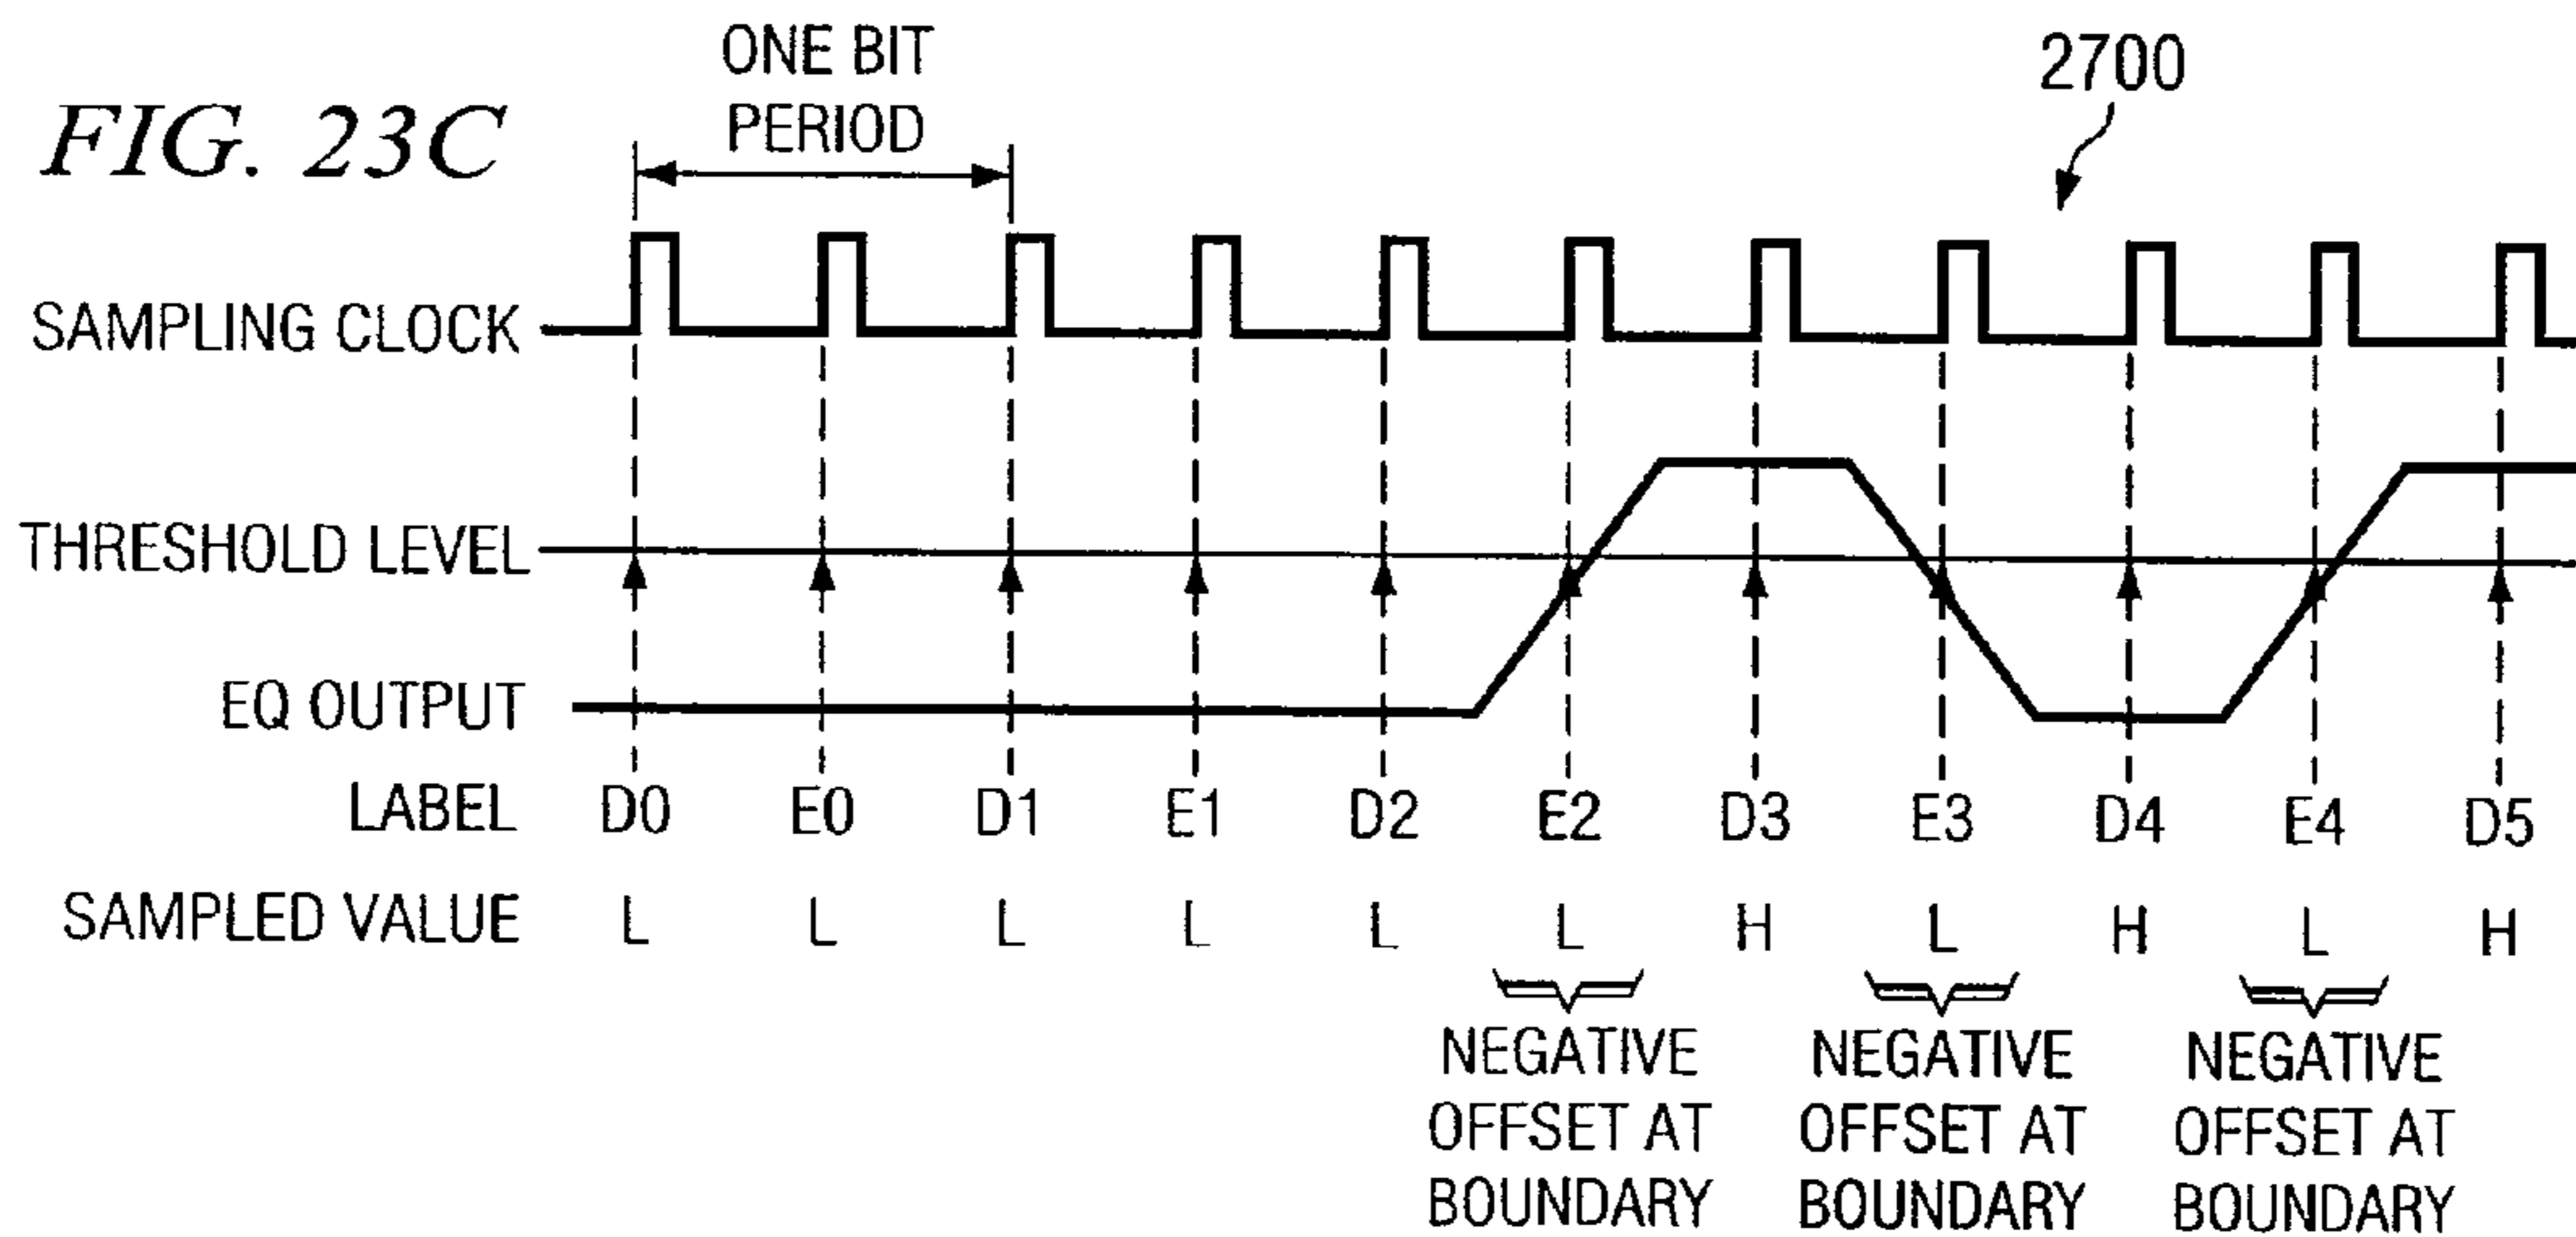 FIG. 23C
ONE BIT
PERIOD
2700
SAMPLING CLOCK
THRESHOLD LEVEL
EQ OUTPUT
LABEL D0 E0 D1 E1 D2 E2 D3 E3 D4 E4 D5
SAMPLED VALUE L L L L L L H L H L H
NEGATIVE NEGATIVE NEGATIVE
OFFSET AT OFFSET AT OFFSET AT
BOUNDARY BOUNDARY BOUNDARY